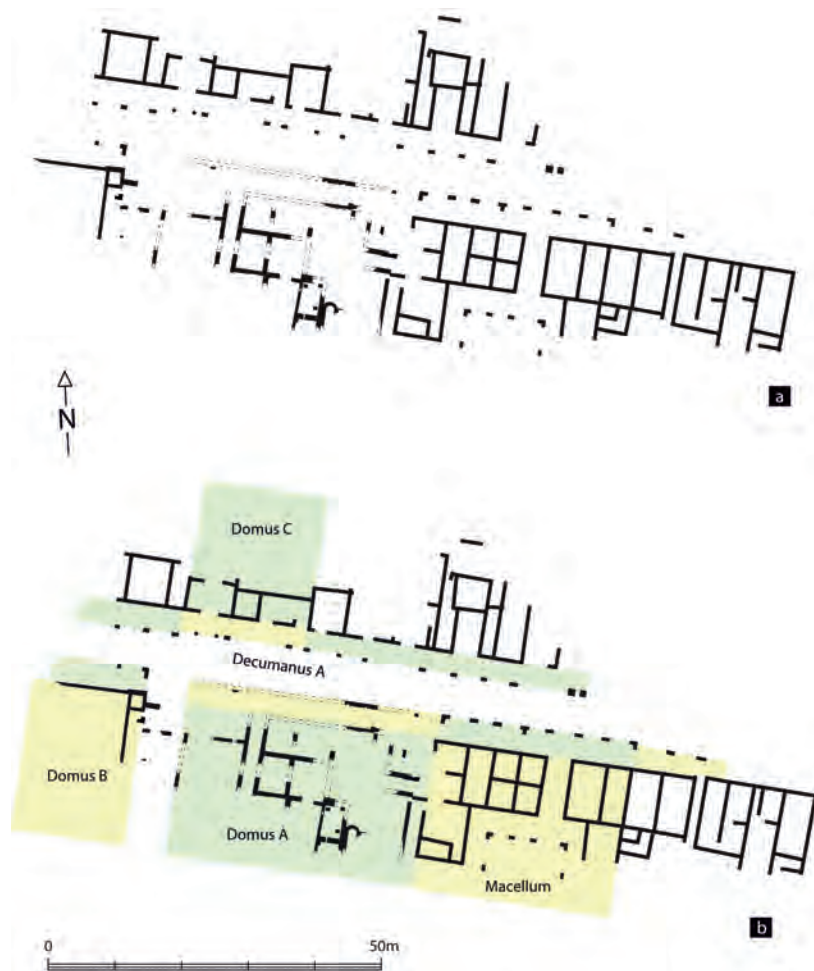 a
N
Domus C
Decumanus A
Domus B
Domus A
Macellum
b
0 50m